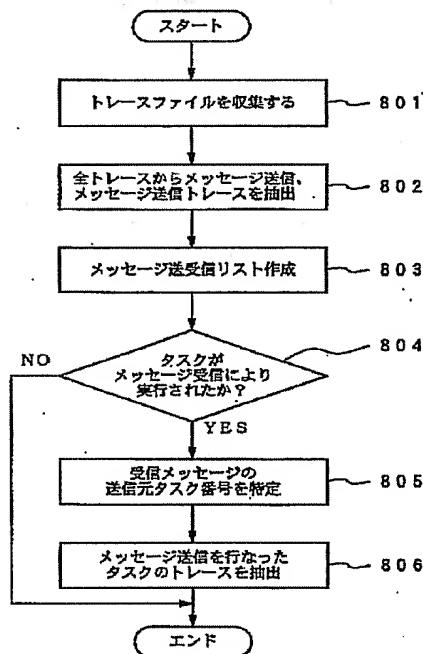 スタート
トレースファイルを収集する
801
全トレースからメッセージ送信、
メッセージ送信トレースを抽出
802
メッセージ送受信リスト作成
803
804
NO
タスクが
メッセージ受信により
実行されたか?
YES
受信メッセージの
送信元タスク番号を特定
805
メッセージ送信を行なった
タスクのトレースを抽出
806
エンド